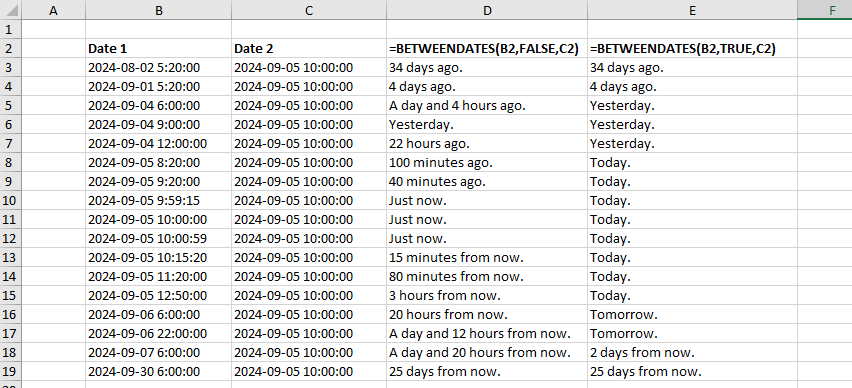 A B C D E F
1
2 Date 1 Date 2 =BETWEENDATES(B2,FALSE,C2) =BETWEENDATES(B2,TRUE,C2)
3 2024-08-02 5:20:00 2024-09-05 10:00:00 34 days ago. 34 days ago.
4 2024-09-01 5:20:00 2024-09-05 10:00:00 4 days ago. 4 days ago.
5 2024-09-04 6:00:00 2024-09-05 10:00:00 A day and 4 hours ago. Yesterday.
6 2024-09-04 9:00:00 2024-09-05 10:00:00 Yesterday. Yesterday.
7 2024-09-04 12:00:00 2024-09-05 10:00:00 22 hours ago. Yesterday.
8 2024-09-05 8:20:00 2024-09-05 10:00:00 100 minutes ago. Today.
9 2024-09-05 9:20:00 2024-09-05 10:00:00 40 minutes ago. Today.
10 2024-09-05 9:59:15 2024-09-05 10:00:00 Just now. Today.
11 2024-09-05 10:00:00 2024-09-05 10:00:00 Just now. Today.
12 2024-09-05 10:00:59 2024-09-05 10:00:00 Just now. Today.
13 2024-09-05 10:15:20 2024-09-05 10:00:00 15 minutes from now. Today.
14 2024-09-05 11:20:00 2024-09-05 10:00:00 80 minutes from now. Today.
15 2024-09-05 12:50:00 2024-09-05 10:00:00 3 hours from now. Today.
16 2024-09-06 6:00:00 2024-09-05 10:00:00 20 hours from now. Tomorrow.
17 2024-09-06 22:00:00 2024-09-05 10:00:00 A day and 12 hours from now. Tomorrow.
18 2024-09-07 6:00:00 2024-09-05 10:00:00 A day and 20 hours from now. 2 days from now.
19 2024-09-30 6:00:00 2024-09-05 10:00:00 25 days from now. 25 days from now.